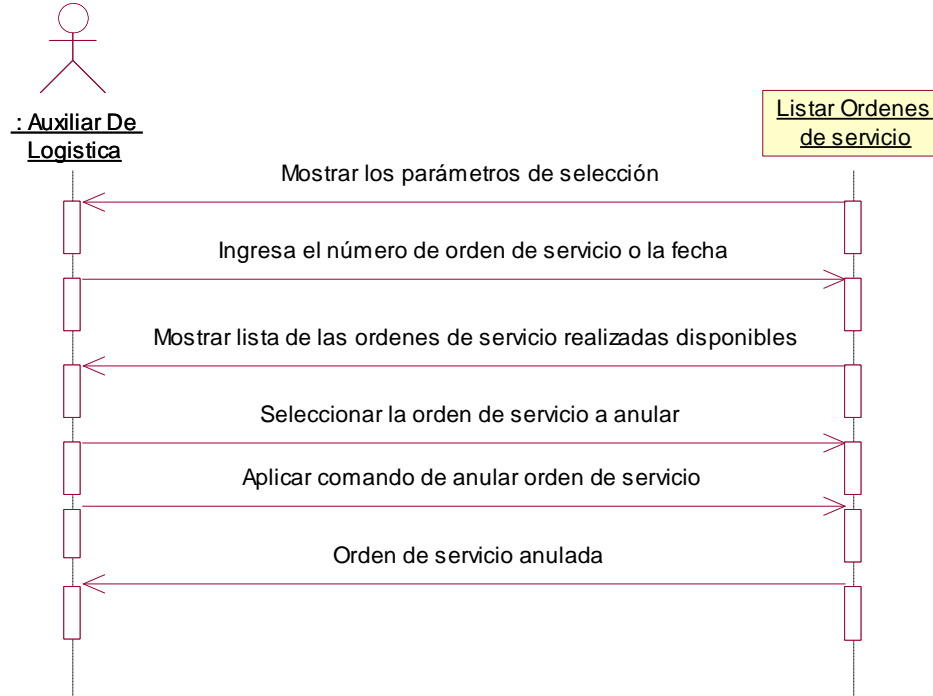 : Auxiliar De
Logistica
Listar Ordenes
de servicio
Mostrar los parámetros de selección
Ingresa el número de orden de servicio o la fecha
Mostrar lista de las ordenes de servicio realizadas disponibles
Seleccionar la orden de servicio a anular
Aplicar comando de anular orden de servicio
Orden de servicio anulada